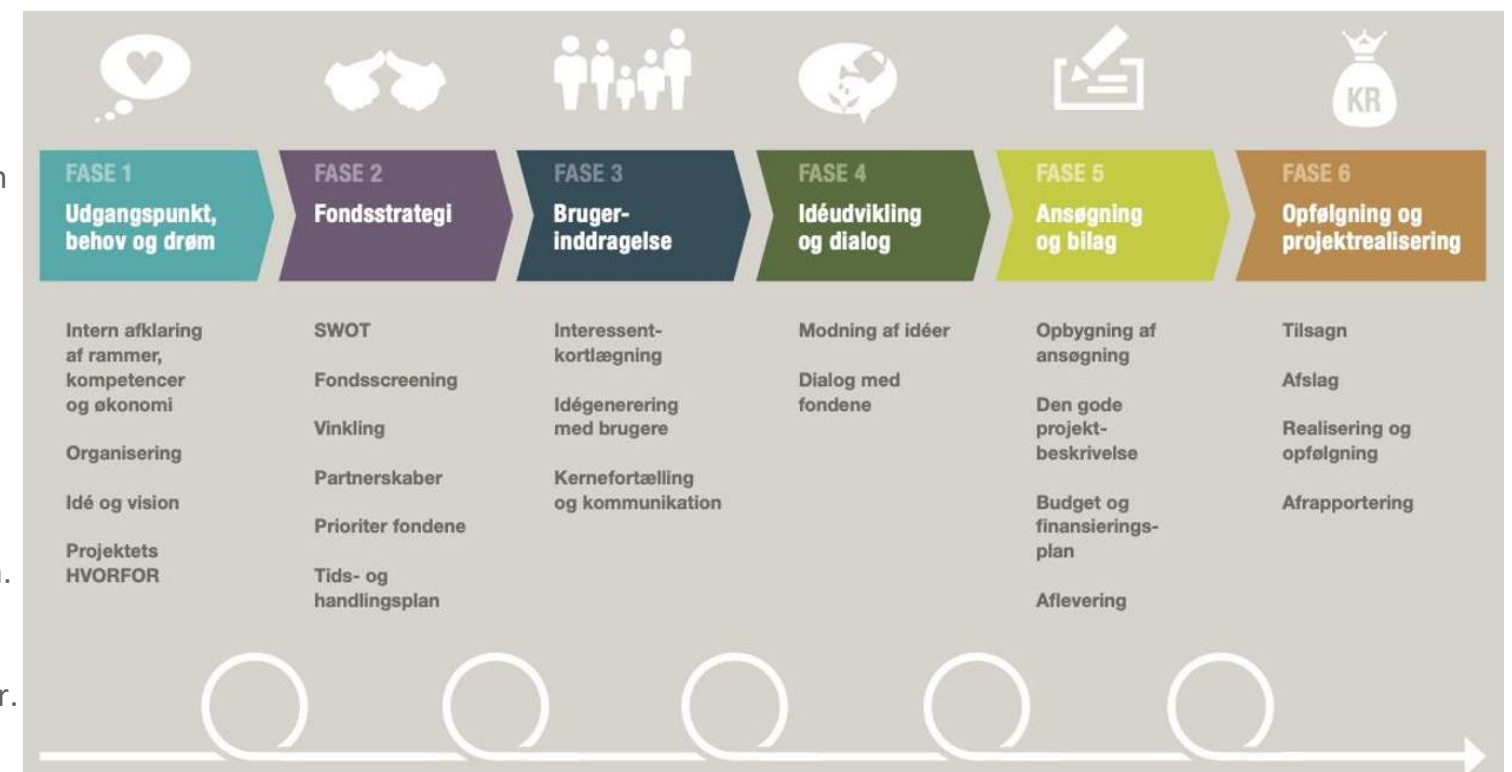 KR
FASE 1
Udgangspunkt,
behov og drøm
Intern afklaring
af rammer,
kompetencer
og økonomi
Organisering
Idé og vision
Projektets
HVORFOR
FASE 2
Fondsstrategi
SWOT
Fondsscreening
Vinkling
Partnerskaber
Prioriter fondene
Tids- og
handlingsplan
FASE 3
Bruger-
inddragelse
Interessent-
kortlægning
Idégenerering
med brugere
Kernefortælling
og kommunikation
FASE 4
Idéudvikling
og dialog
Modning af idéer
Dialog med
fondene
FASE 5
Ansøgning
og bilag
Opbygning af
ansøgning
Den gode
projekt-
beskrivelse
Budget og
finansierings-
plan
Aflevering
FASE 6
Opfølgning og
projektrealisering
Tilsagn
Afslag
Realisering og
opfølgning
Afrapportering